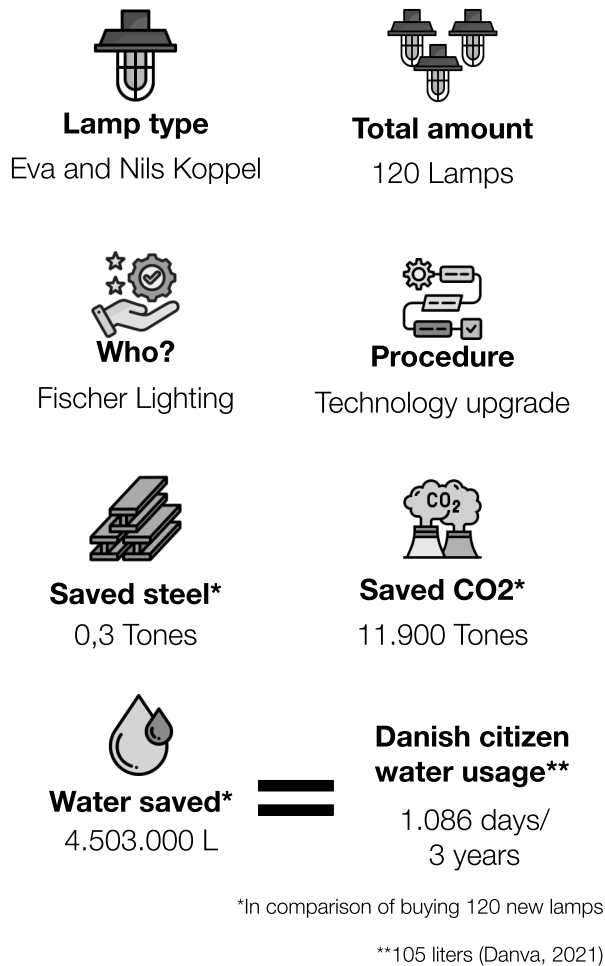 Lamp type
Eva and Nils Koppel
Total amount
120 Lamps
Who?
Fischer Lighting
Procedure
Technology upgrade
CO2
Saved steel*
0,3 Tones
Saved CO2*
11.900 Tones
Water saved*
4.503.000 L
Danish citizen
water usage**
1.086 days/
3 years
*In comparison of buying 120 new lamps
**105 liters (Danva, 2021)